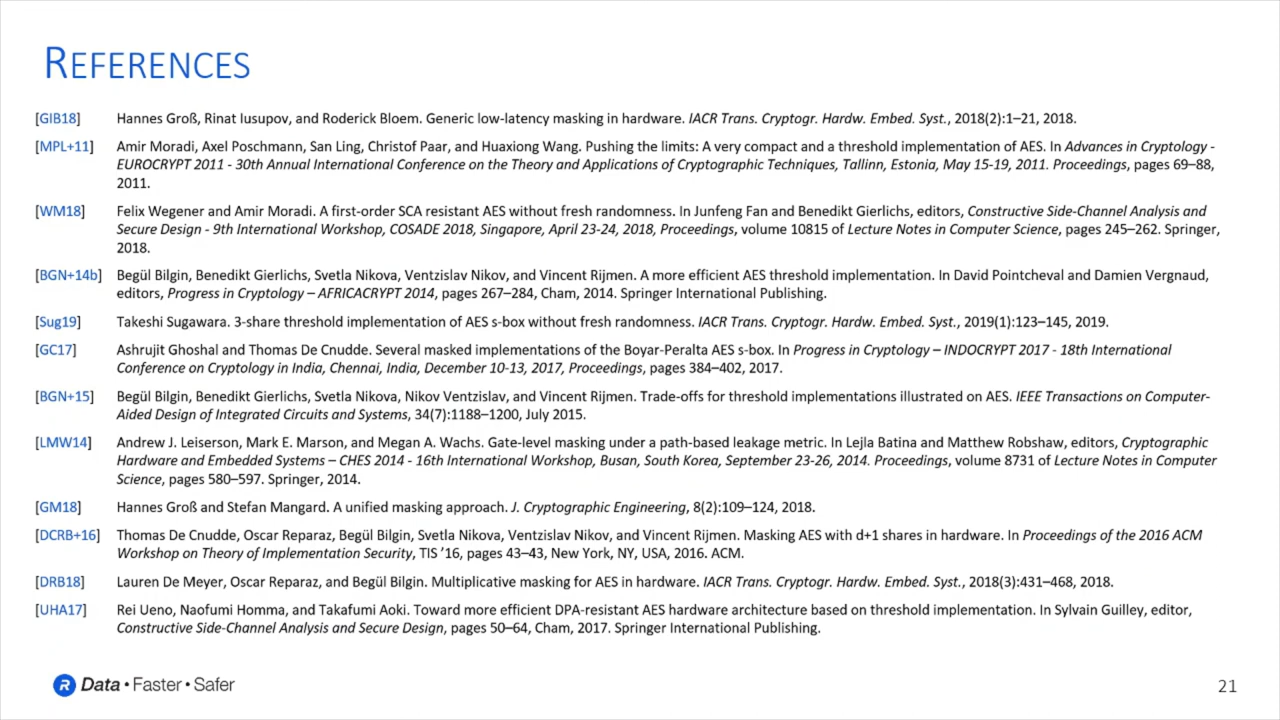 REFERENCES
[GIB18] Hannes Groß, Rinat Iusupov, and Roderick Bloem. Generic low-latency masking in hardware. IACR Trans. Cryptogr. Hardw. Embed. Syst., 2018(2):1–21, 2018.
[MPL+11] Amir Moradi, Axel Poschmann, San Ling, Christof Paar, and Huaxiong Wang. Pushing the limits: A very compact and a threshold implementation of AES. In Advances in Cryptology -
EUROCRYPT 2011 - 30th Annual International Conference on the Theory and Applications of Cryptographic Techniques, Tallinn, Estonia, May 15-19, 2011. Proceedings, pages 69–88,
2011.
[WM18] Felix Wegener and Amir Moradi. A first-order SCA resistant AES without fresh randomness. In Junfeng Fan and Benedikt Gierlichs, editors, Constructive Side-Channel Analysis and
Secure Design - 9th International Workshop, COSADE 2018, Singapore, April 23-24, 2018, Proceedings, volume 10815 of Lecture Notes in Computer Science, pages 245–262. Springer,
2018.
[BGN+14b] Begül Bilgin, Benedikt Gierlichs, Svetla Nikova, Ventzislav Nikov, and Vincent Rijmen. A more efficient AES threshold implementation. In David Pointcheval and Damien Vergnaud,
editors, Progress in Cryptology – AFRICACRYPT 2014, pages 267–284, Cham, 2014. Springer International Publishing.
[Sug19] Takeshi Sugawara. 3-share threshold implementation of AES s-box without fresh randomness. IACR Trans. Cryptogr. Hardw. Embed. Syst., 2019(1):123–145, 2019.
[GC17] Ashrujit Ghoshal and Thomas De Cnudde. Several masked implementations of the Boyar-Peralta AES s-box. In Progress in Cryptology – INDOCRYPT 2017 - 18th International
Conference on Cryptology in India, Chennai, India, December 10-13, 2017, Proceedings, pages 384–402, 2017.
[BGN+15] Begül Bilgin, Benedikt Gierlichs, Svetla Nikova, Nikov Ventzislav, and Vincent Rijmen. Trade-offs for threshold implementations illustrated on AES. IEEE Transactions on Computer-
Aided Design of Integrated Circuits and Systems, 34(7):1188–1200, July 2015.
[LMW14] Andrew J. Leiserson, Mark E. Marson, and Megan A. Wachs. Gate-level masking under a path-based leakage metric. In Lejla Batina and Matthew Robshaw, editors, Cryptographic
Hardware and Embedded Systems – CHES 2014 - 16th International Workshop, Busan, South Korea, September 23-26, 2014. Proceedings, volume 8731 of Lecture Notes in Computer
Science, pages 580–597. Springer, 2014.
[GM18] Hannes Groß and Stefan Mangard. A unified masking approach. J. Cryptographic Engineering, 8(2):109–124, 2018.
[DCRB+16] Thomas De Cnudde, Oscar Reparaz, Begül Bilgin, Svetla Nikova, Ventzislav Nikov, and Vincent Rijmen. Masking AES with d+1 shares in hardware. In Proceedings of the 2016 ACM
Workshop on Theory of Implementation Security, TIS ’16, pages 43–43, New York, NY, USA, 2016. ACM.
[DRB18] Lauren De Meyer, Oscar Reparaz, and Begül Bilgin. Multiplicative masking for AES in hardware. IACR Trans. Cryptogr. Hardw. Embed. Syst., 2018(3):431–468, 2018.
[UHA17] Rei Ueno, Naofumi Homma, and Takafumi Aoki. Toward more efficient DPA-resistant AES hardware architecture based on threshold implementation. In Sylvain Guilley, editor,
Constructive Side-Channel Analysis and Secure Design, pages 50–64, Cham, 2017. Springer International Publishing.
R Data • Faster • Safer
21